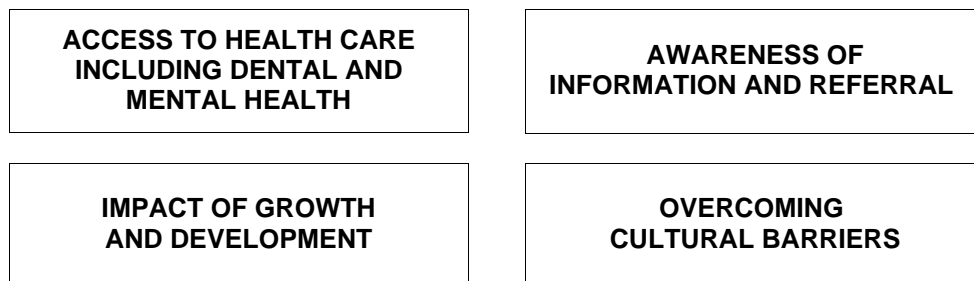 ACCESS TO HEALTH CARE
INCLUDING DENTAL AND
MENTAL HEALTH
AWARENESS OF
INFORMATION AND REFERRAL
IMPACT OF GROWTH
AND DEVELOPMENT
OVERCOMING
CULTURAL BARRIERS